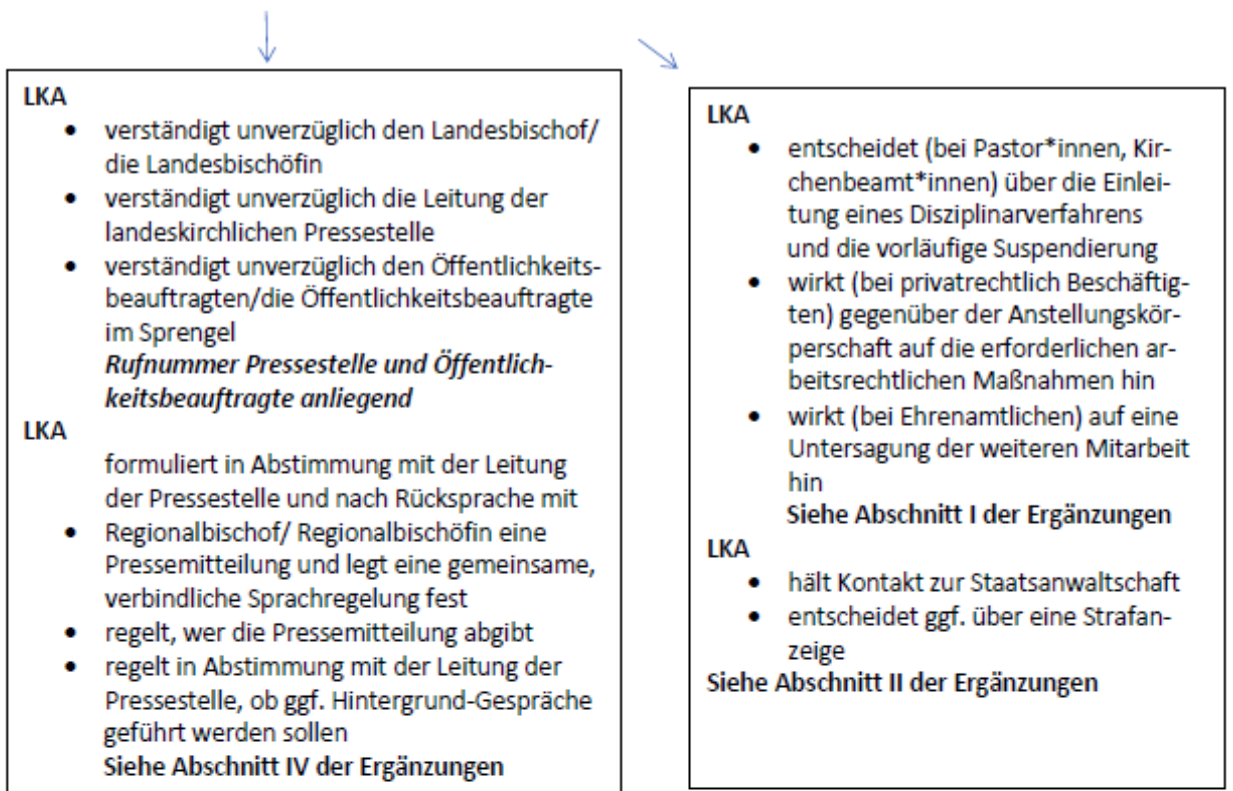 LKA
• verständigt unverzüglich den Landesbischof/
die Landesbischöfin
• verständigt unverzüglich die Leitung der
landeskirchlichen Pressestelle
• verständigt unverzüglich den Öffentlichkeits-
beauftragten/die Öffentlichkeitsbeauftragte
im Sprengel
Rufnummer Pressestelle und Öffentlich-
keitsbeauftragte anliegend
LKA
formuliert in Abstimmung mit der Leitung
der Pressestelle und nach Rücksprache mit
• Regionalbischof/ Regionalbischöfin eine
Pressemitteilung und legt eine gemeinsame,
verbindliche Sprachregelung fest
• regelt, wer die Pressemitteilung abgibt
• regelt in Abstimmung mit der Leitung der
Pressestelle, ob ggf. Hintergrund-Gespräche
geführt werden sollen
Siehe Abschnitt IV der Ergänzungen
LKA
• entscheidet (bei Pastor*innen, Kir-
chenbeamt*innen) über die Einlei-
tung eines Disziplinarverfahrens
und die vorläufige Suspendierung
• wirkt (bei privatrechtlich Beschäftig-
ten) gegenüber der Anstellungskör-
perschaft auf die erforderlichen ar-
beitsrechtlichen Maßnahmen hin
• wirkt (bei Ehrenamtlichen) auf eine
Untersagung der weiteren Mitarbeit
hin
Siehe Abschnitt I der Ergänzungen
LKA
• hält Kontakt zur Staatsanwaltschaft
• entscheidet ggf. über eine Strafan-
zeige
Siehe Abschnitt II der Ergänzungen